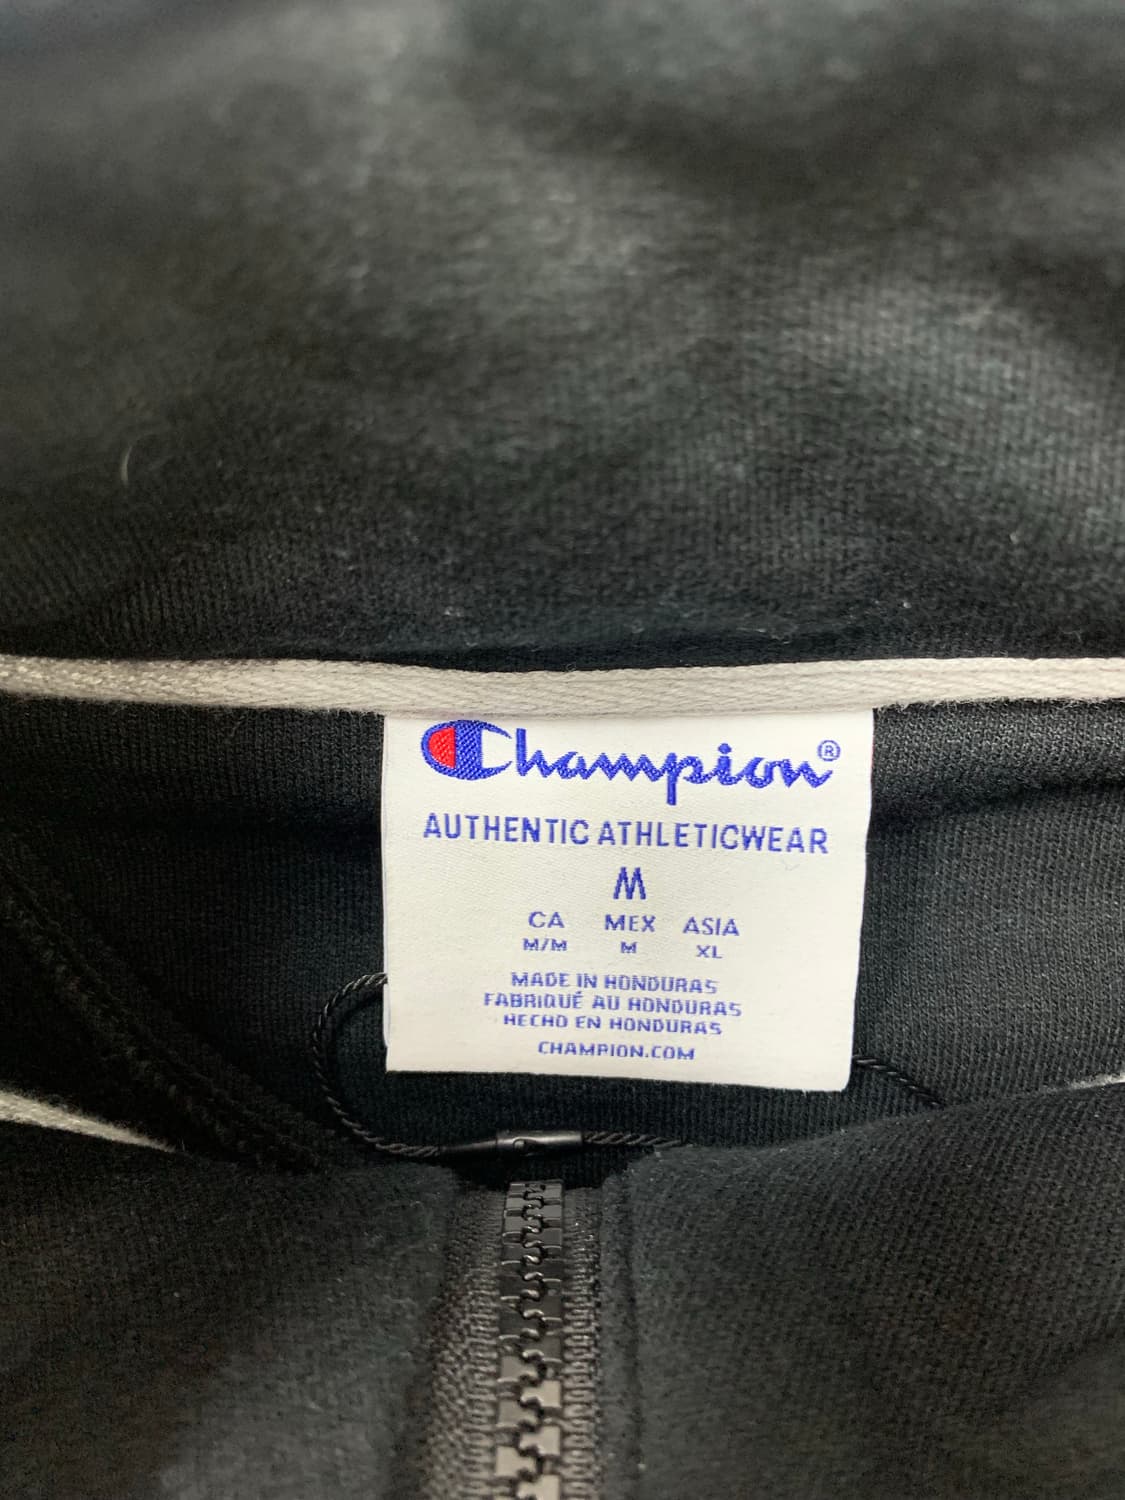 Champion®
AUTHENTIC ATHLETICWEAR
M
CA MEX ASIA
M/M M XL
MADE IN HONDURAS
FABRIQUÉ AU HONDURAS
HECHO EN HONDURAS
CHAMPION.COM